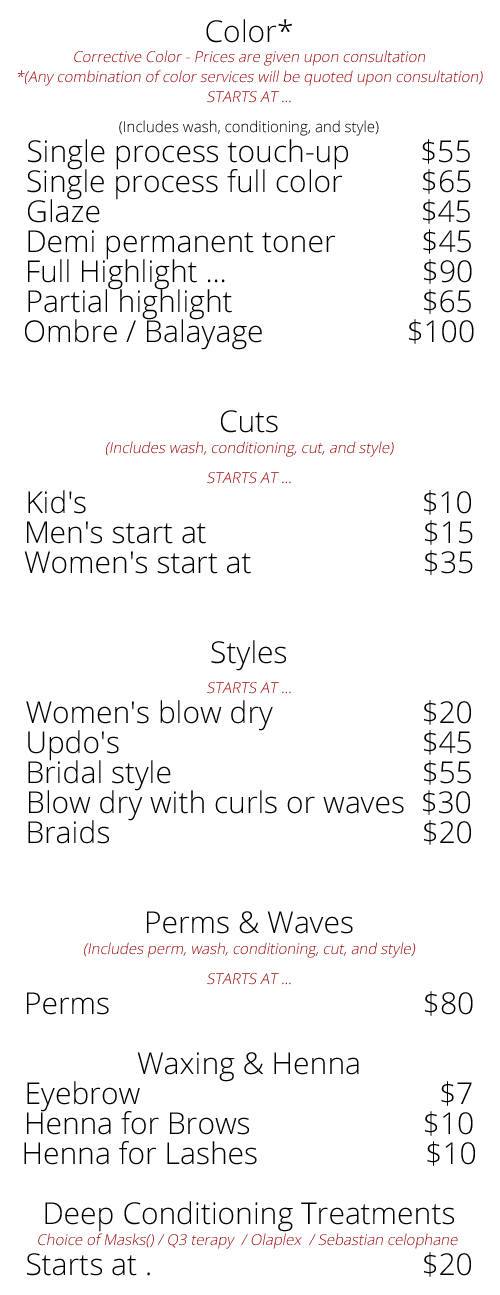 Color*
Corrective Color - Prices are given upon consultation
*(Any combination of color services will be quoted upon consultation)
STARTS AT ...
(Includes wash, conditioning, and style)
Single process touch-up $55
Single process full color $65
Glaze $45
Demi permanent toner $45
Full Highlight ... $90
Partial highlight $65
Ombre / Balayage $100
Cuts
(Includes wash, conditioning, cut, and style)
STARTS AT ...
Kid's $10
Men's start at $15
Women's start at $35
Styles
STARTS AT ...
Women's blow dry $20
Updo's $45
Bridal style $55
Blow dry with curls or waves $30
Braids $20
Perms & Waves
(Includes perm, wash, conditioning, cut, and style)
STARTS AT ...
Perms $80
Waxing & Henna
Eyebrow $7
Henna for Brows $10
Henna for Lashes $10
Deep Conditioning Treatments
Choice of Masks() / Q3 terapy / Olaplex / Sebastian celophane
Starts at . $20